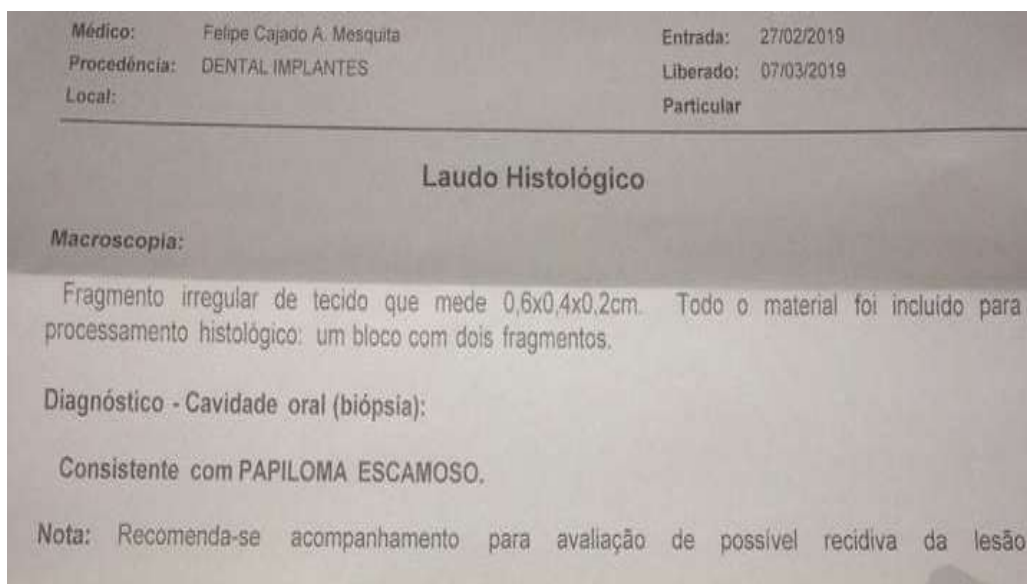 Médico: Felipe Cajado A. Mesquita Entrada: 27/02/2019
Procedência: DENTAL IMPLANTES Liberado: 07/03/2019
Local: Particular
Laudo Histológico
Macroscopia:
Fragmento irregular de tecido que mede 0,6x0,4x0,2cm. Todo o material foi incluído para
processamento histológico: um bloco com dois fragmentos.
Diagnóstico - Cavidade oral (biópsia):
Consistente com PAPILOMA ESCAMOSO.
Nota: Recomenda-se acompanhamento para avaliação de possível recidiva da lesão